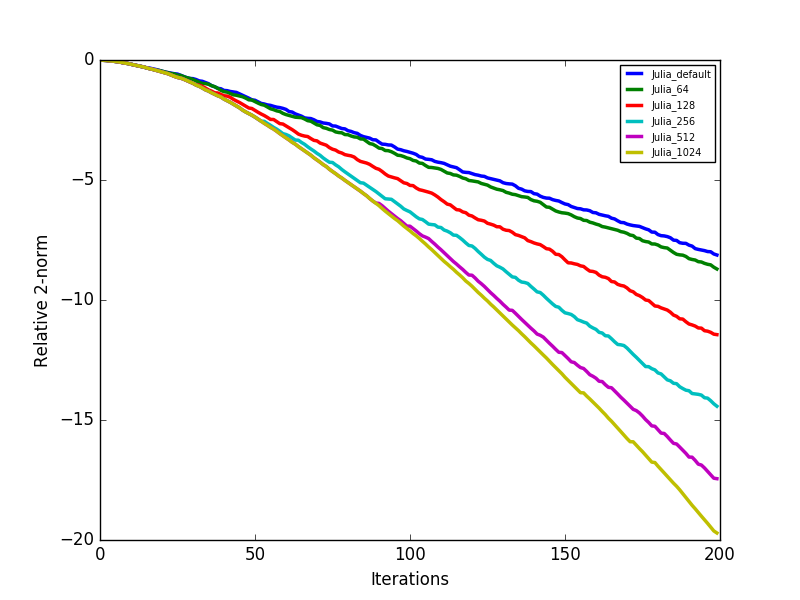 0
Julia_default
Julia_64
Julia_128
Julia_256
Julia_512
Julia_1024
−5
−10
−15
−20
Relative 2-norm
0 50 100 150 200
Iterations